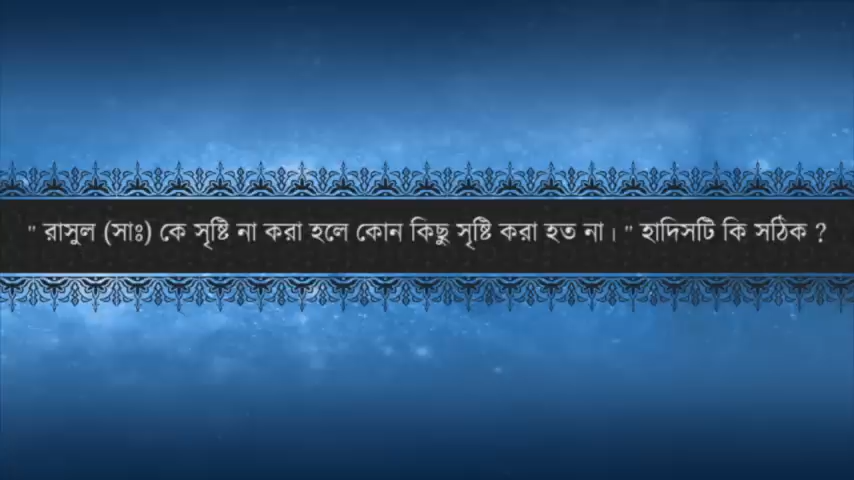 " রাসুল (সাঃ) কে সৃষ্টি না করা হলে কোন কিছু সৃষ্টি করা হত না। " হাদিসটি কি সঠিক ?